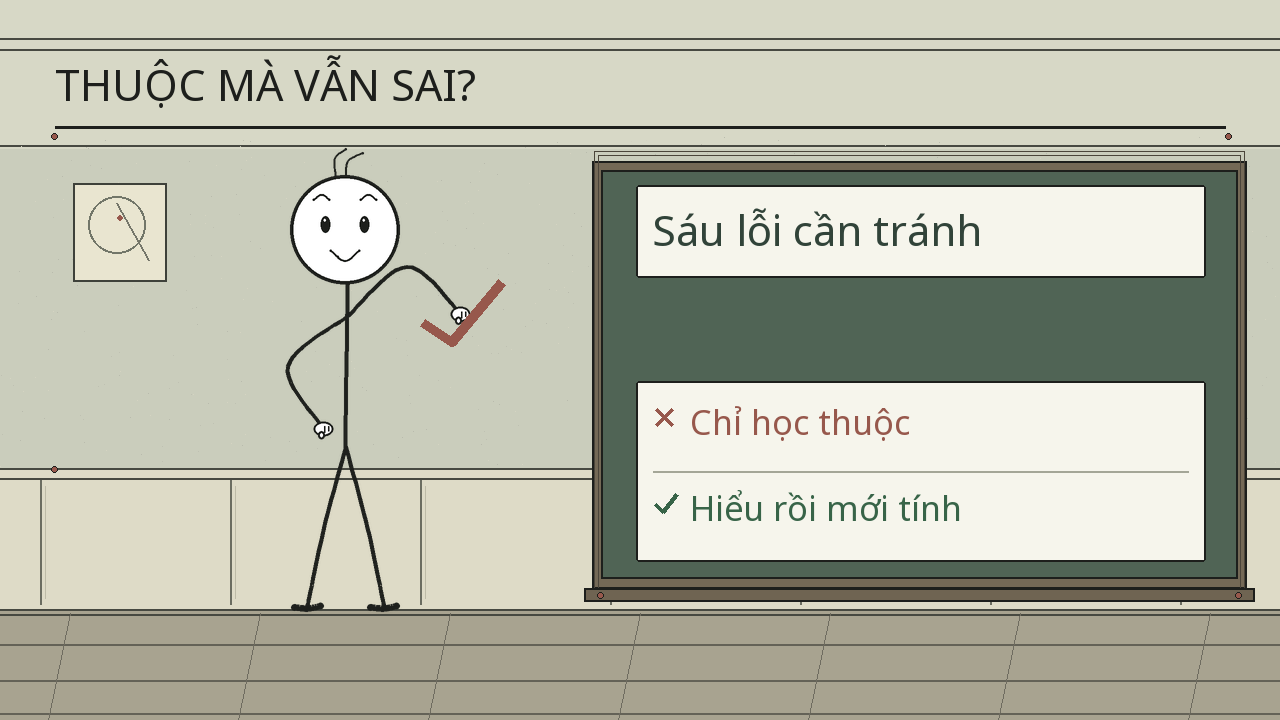 THUỘC MÀ VẪN SAI?
Sáu lỗi cần tránh
Chỉ học thuộc
Hiểu rồi mới tính